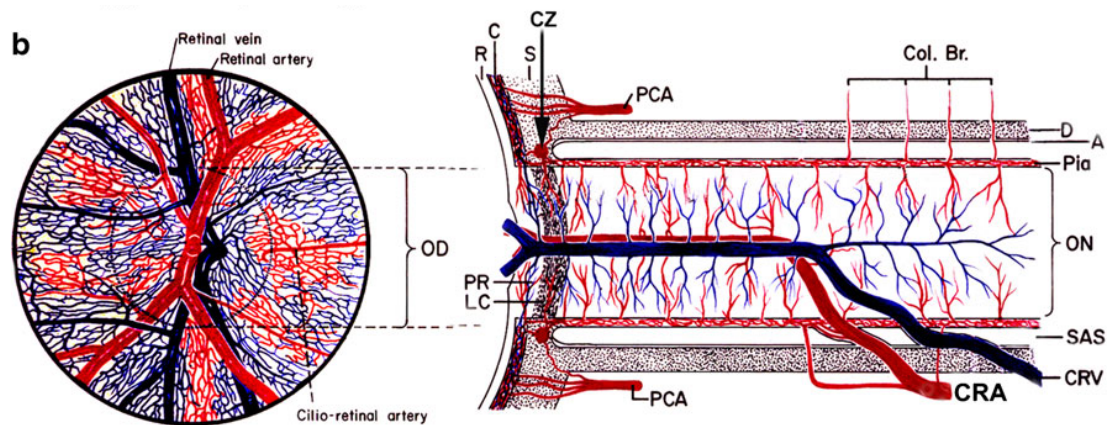 b
Retinal vein
Retinal artery
OD
Cilio-retinal artery
CZ
C
R
S
PCA
Col. Br.
D
A
Pia
ON
PR
LC
SAS
CRV
CRA
PCA